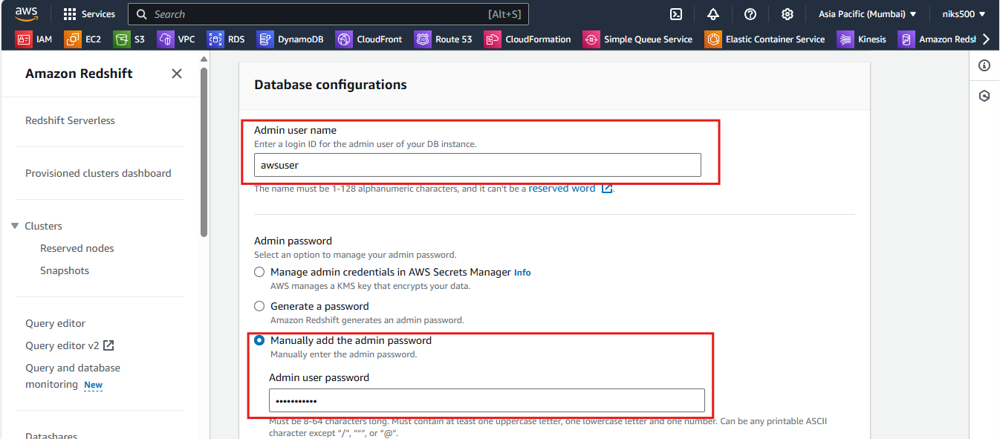 aws
Services
Search
[Alt+S]
Asia Pacific (Mumbai)
niks500
IAM
EC2
S3
VPC
RDS
DynamoDB
CloudFront
Route 53
CloudFormation
Simple Queue Service
Elastic Container Service
Kinesis
Amazon Redsh
Amazon Redshift
Redshift Serverless
Provisioned clusters dashboard
Clusters
Reserved nodes
Snapshots
Query editor
Query editor v2
Query and database
monitoring New
Datashares
Database configurations
Admin user name
Enter a login ID for the admin user of your DB instance.
awsuser
The name must be 1-128 alphanumeric characters, and it can't be a reserved word.
Admin password
Select an option to manage your admin password.
Manage admin credentials in AWS Secrets Manager Info
AWS manages a KMS key that encrypts your data.
Generate a password
Amazon Redshift generates an admin password.
Manually add the admin password
Manually enter the admin password.
Admin user password
•••••••••••
Must be 8-64 characters long. Must contain at least one uppercase letter, one lowercase letter and one number. Can be any printable ASCII
character except “/”, “"”, or “@”.